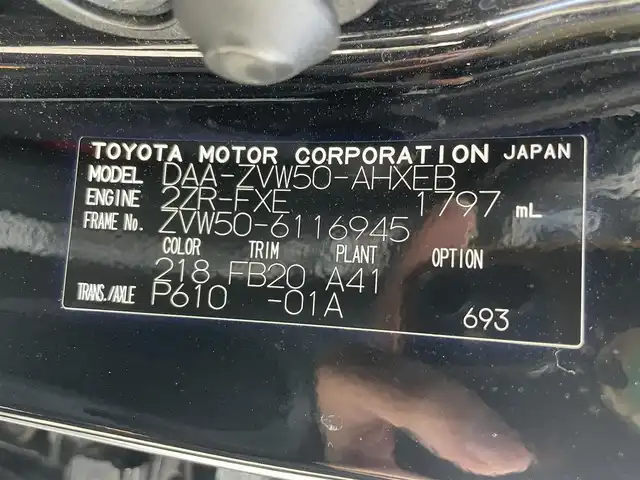 TOYOTA MOTOR CORPORATION JAPAN
MODEL DAA-ZVW50-AHXEB
ENGINE 2ZR-FXE 1797 mL
FRAME No. ZVW50-6116945
COLOR TRIM PLANT OPTION
218 FB20 A41
TRANS./AXLE P610 -01A
693